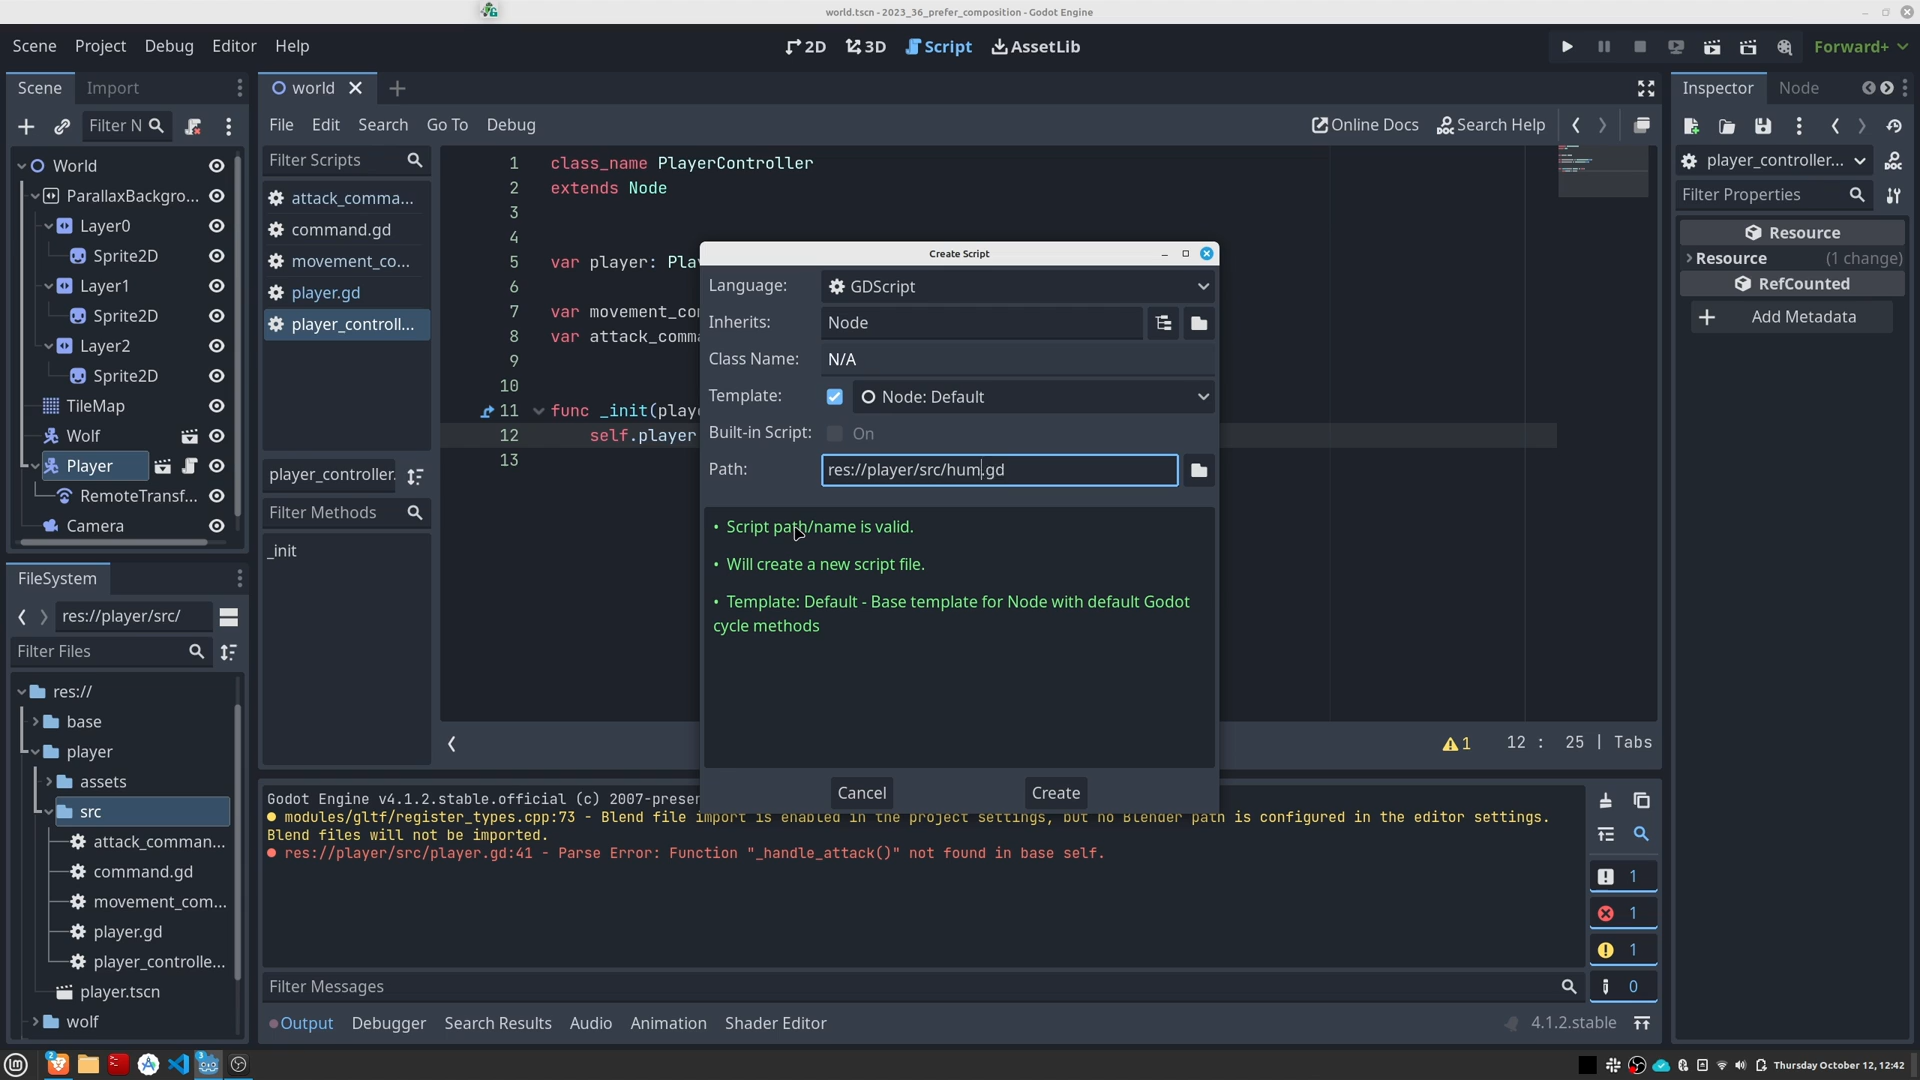 world.tscn - 2023_36_prefer_composition - Godot Engine
Scene Project Debug Editor Help
2D 3D Script AssetLib
Forward+
Scene Import
world
Inspector Node
Filter N
File Edit Search Go To Debug
Online Docs Search Help
World
ParallaxBackgro...
Layer0
Sprite2D
Layer1
Sprite2D
Layer2
Sprite2D
TileMap
Wolf
Player
RemoteTransf...
Camera
Filter Scripts
attack_comma...
command.gd
movement_co...
player.gd
player_controll...
player_controller.
Filter Methods
_init
1 class_name PlayerController
2 extends Node
3
4
5 var player: Pla
6
7 var movement_co
8 var attack_comm
9
10
11 func _init(play
12 self.player
13
1
12 : 25 | Tabs
Create Script
Language: GDScript
Inherits: Node
Class Name: N/A
Template: Node: Default
Built-in Script: On
Path: res://player/src/hum.gd
• Script path/name is valid.
• Will create a new script file.
• Template: Default - Base template for Node with default Godot
cycle methods
Cancel Create
player_controller...
Filter Properties
Resource
Resource (1 change)
RefCounted
Add Metadata
FileSystem
res://player/src/
Filter Files
res://
base
player
assets
src
attack_comman...
command.gd
movement_com...
player.gd
player_controlle...
player.tscn
wolf
Godot Engine v4.1.2.stable.official (c) 2007-preser
modules/gltf/register_types.cpp:73 - Blend file import is enabled in the project settings, but no Blender path is configured in the editor settings.
Blend files will not be imported.
res://player/src/player.gd:41 - Parse Error: Function "_handle_attack()" not found in base self.
1
1
1
0
Filter Messages
Output Debugger Search Results Audio Animation Shader Editor
4.1.2.stable
2
3
Thursday October 12, 12:42